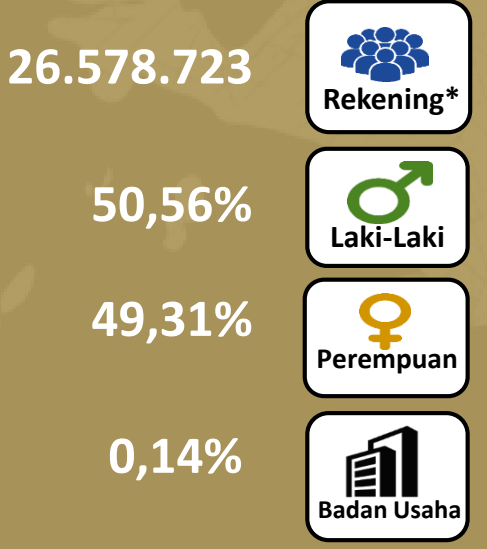 26.578.723
Rekening*
50,56%
Laki-Laki
49,31%
Perempuan
0,14%
Badan Usaha